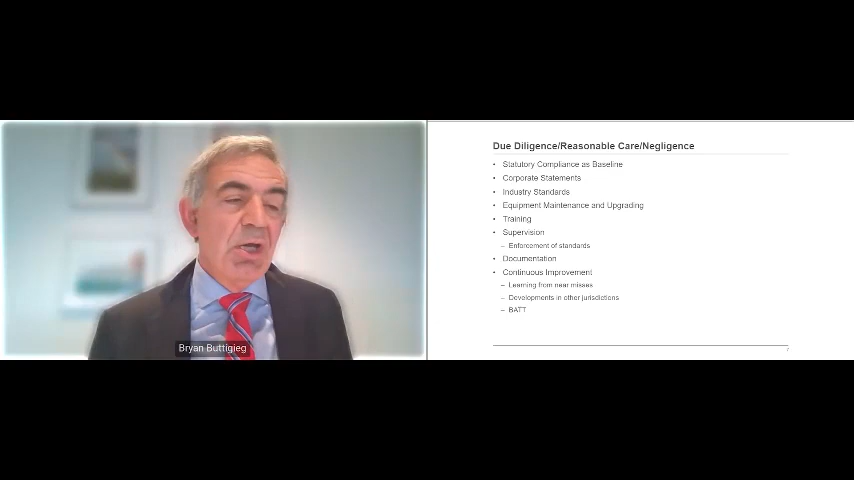 Due Diligence/Reasonable Care/Negligence
• Statutory Compliance as Baseline
• Corporate Statements
• Industry Standards
• Equipment Maintenance and Upgrading
• Training
• Supervision
– Enforcement of standards
• Documentation
• Continuous Improvement
– Learning from near misses
– Developments in other jurisdictions
– BATT
Bryan Buttigieg